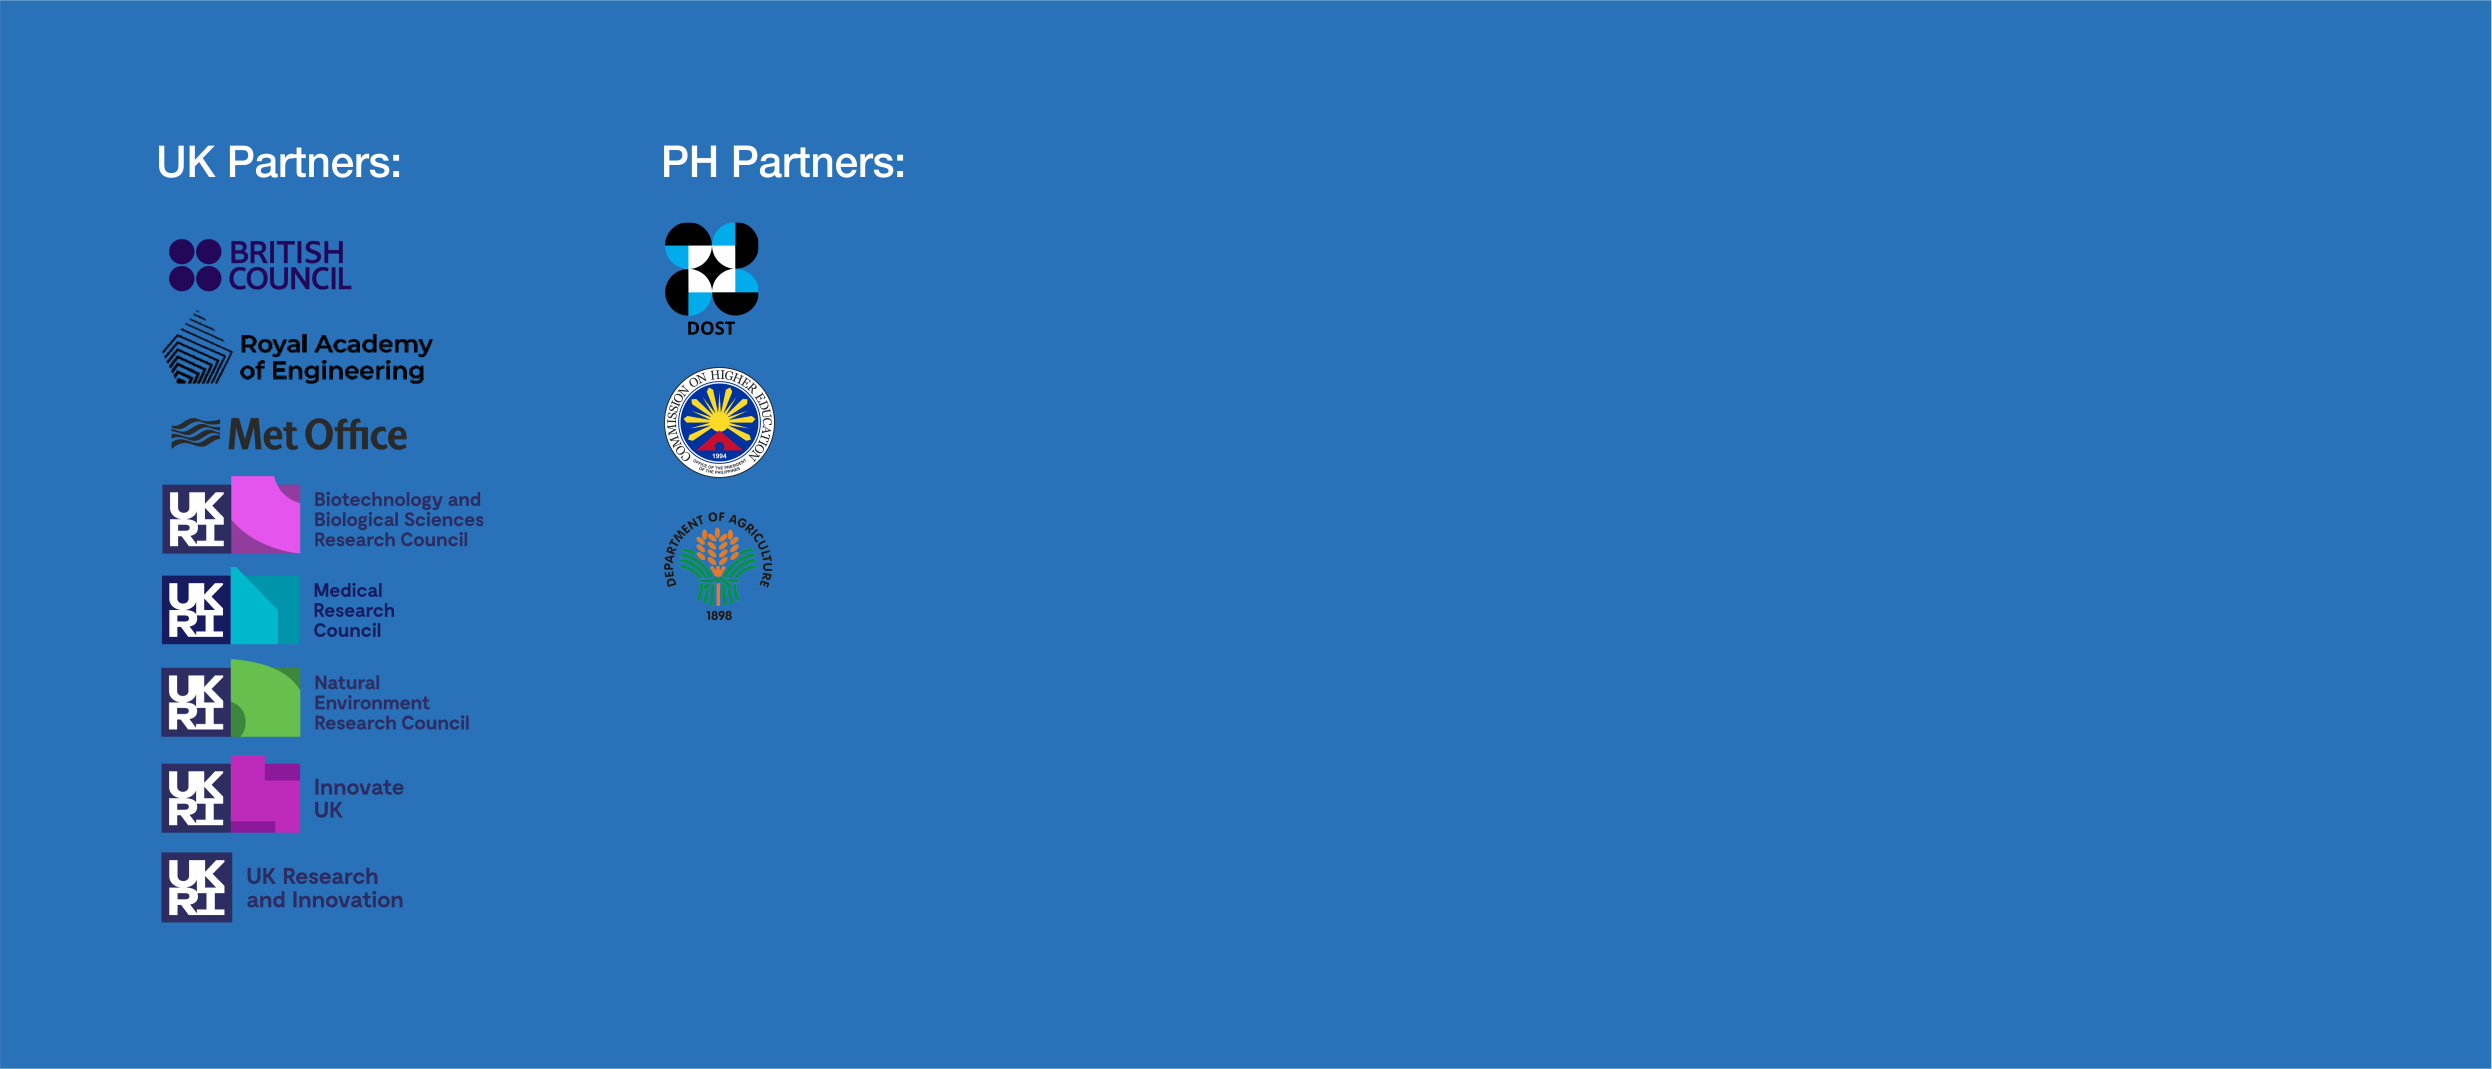 UK Partners:
BRITISH
COUNCIL
Royal Academy
of Engineering
Met Office
UK
RI
Biotechnology and
Biological Sciences
Research Council
UK
RI
Medical
Research
Council
UK
RI
Natural
Environment
Research Council
UK
RI
Innovate
UK
UK
RI
UK Research
and Innovation
PH Partners:
DOST
COMMISSION ON HIGHER EDUCATION
1994
OFFICE OF THE PRESIDENT
OF THE PHILIPPINES
DEPARTMENT OF AGRICULTURE
1898